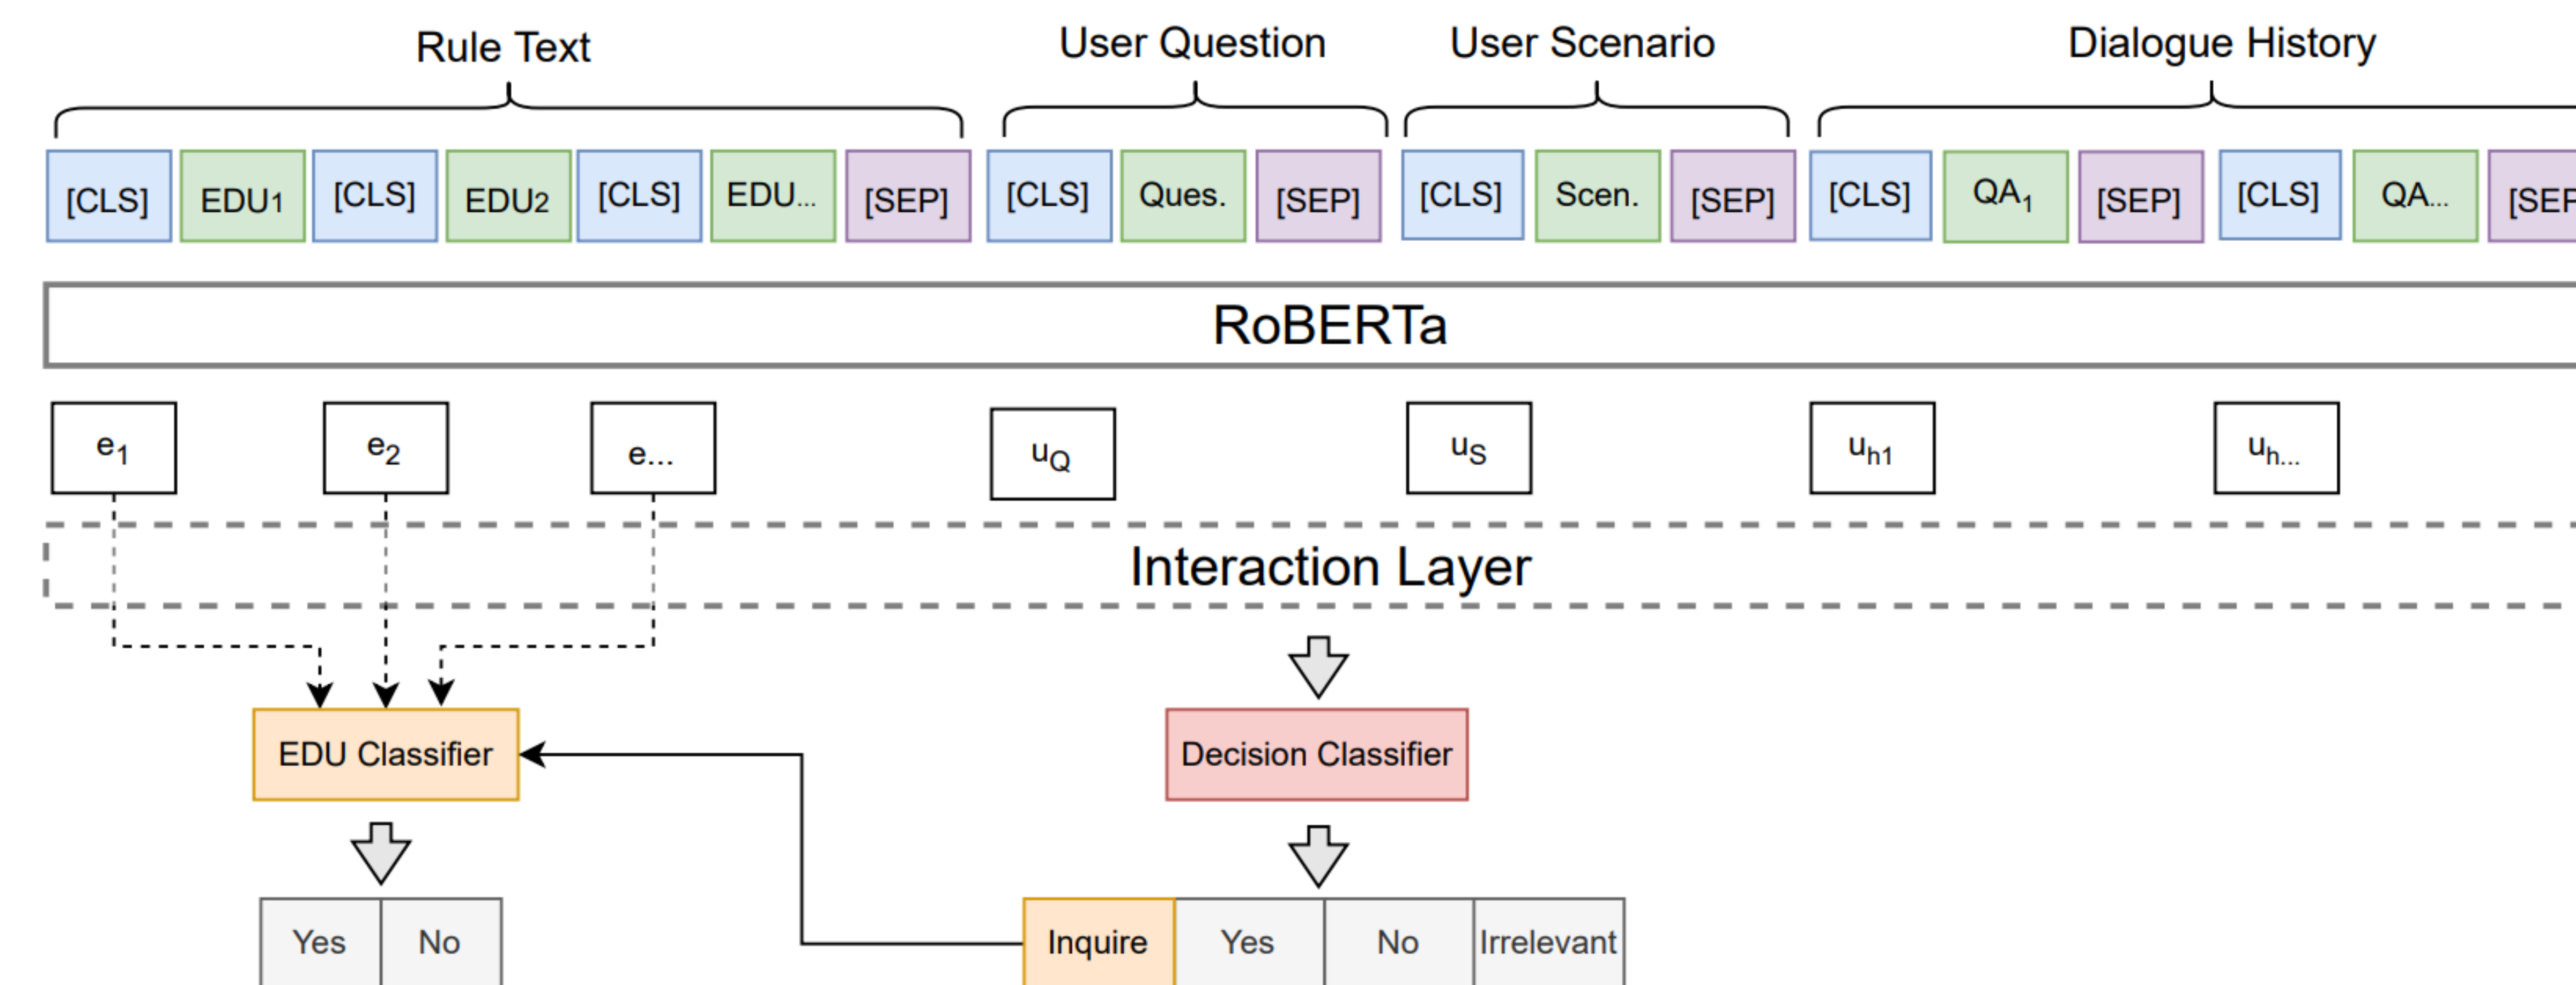 Rule Text User Question User Scenario Dialogue History
[CLS] EDU1 [CLS] EDU2 [CLS] EDU... [SEP] [CLS] Ques. [SEP] [CLS] Scen. [SEP] [CLS] QA1 [SEP] [CLS] QA... [SEP
RoBERTa
e1 e2 e... uQ uS uh1 uh...
Interaction Layer
EDU Classifier Decision Classifier
Yes No Inquire Yes No Irrelevant